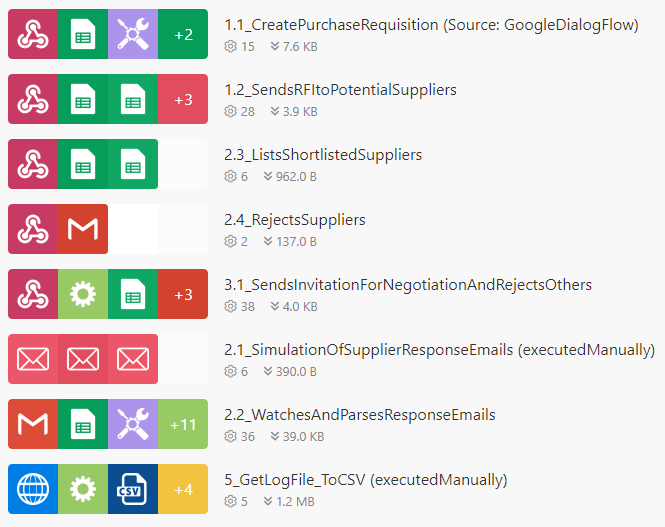 +2
1.1_CreatePurchaseRequisition (Source: GoogleDialogFlow)
15 7.6 KB
+3
1.2_SendsRFItoPotentialSuppliers
28 3.9 KB
2.3_ListsShortlistedSuppliers
6 962.0 B
2.4_RejectsSuppliers
2 137.0 B
+3
3.1_SendsInvitationForNegotiationAndRejectsOthers
38 4.0 KB
2.1_SimulationOfSupplierResponseEmails (executedManually)
6 390.0 B
+11
2.2_WatchesAndParsesResponseEmails
36 39.0 KB
CSV
+4
5_GetLogFile_ToCSV (executedManually)
5 1.2 MB